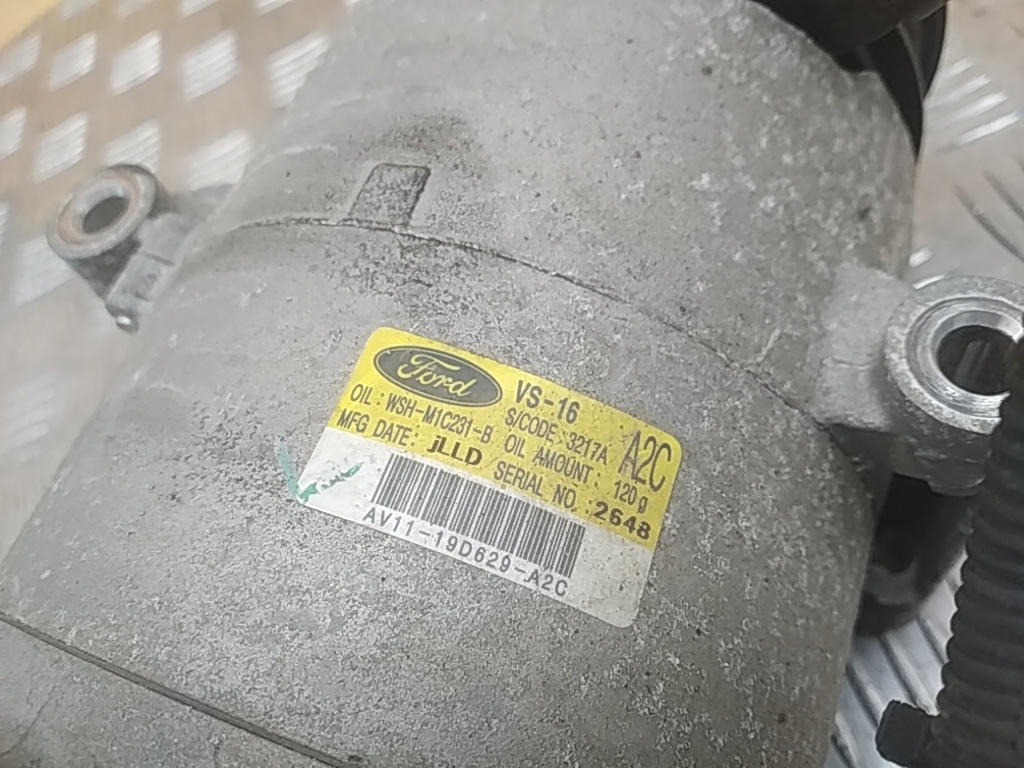 Ford VS-16 A2C
OIL : WSH-M1C231-B S/CODE : 3217A
MFG DATE: jLLD OIL AMOUNT: 120g
SERIAL NO. :2648
AV11-19D629-A2C